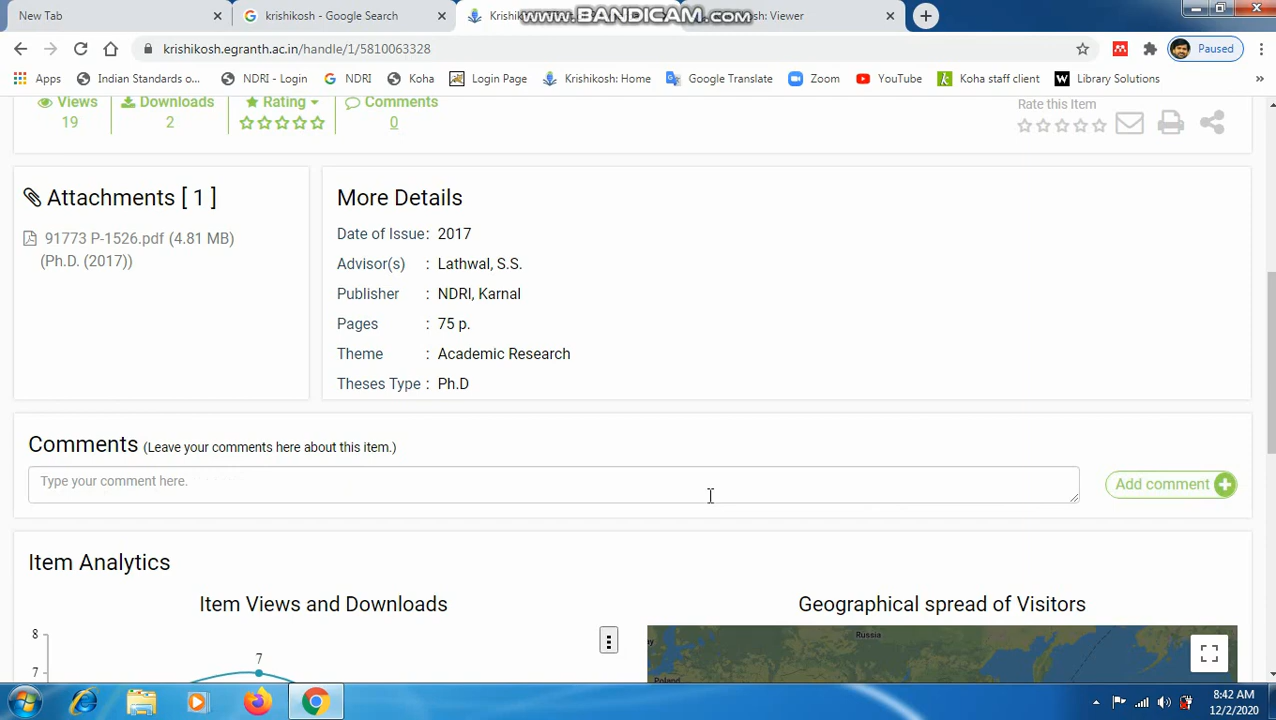 New Tab
krishikosh - Google Search
www.BANDICAM.com
h: Viewer
krishikosh.egranth.ac.in/handle/1/5810063328
Paused
Apps
Indian Standards o...
NDRI - Login
NDRI
Koha
Login Page
Krishikosh: Home
Google Translate
Zoom
YouTube
Koha staff client
Library Solutions
»
Views
19
Downloads
2
Rating
Comments
0
Rate this Item
Attachments [ 1 ]
91773 P-1526.pdf (4.81 MB)
(Ph.D. (2017))
More Details
Date of Issue : 2017
Advisor(s) : Lathwal, S.S.
Publisher : NDRI, Karnal
Pages : 75 p.
Theme : Academic Research
Theses Type : Ph.D
Comments (Leave your comments here about this item.)
Type your comment here.
Add comment
Item Analytics
Item Views and Downloads
8
7
7
Geographical spread of Visitors
Russia
Poland
8:42 AM
12/2/2020